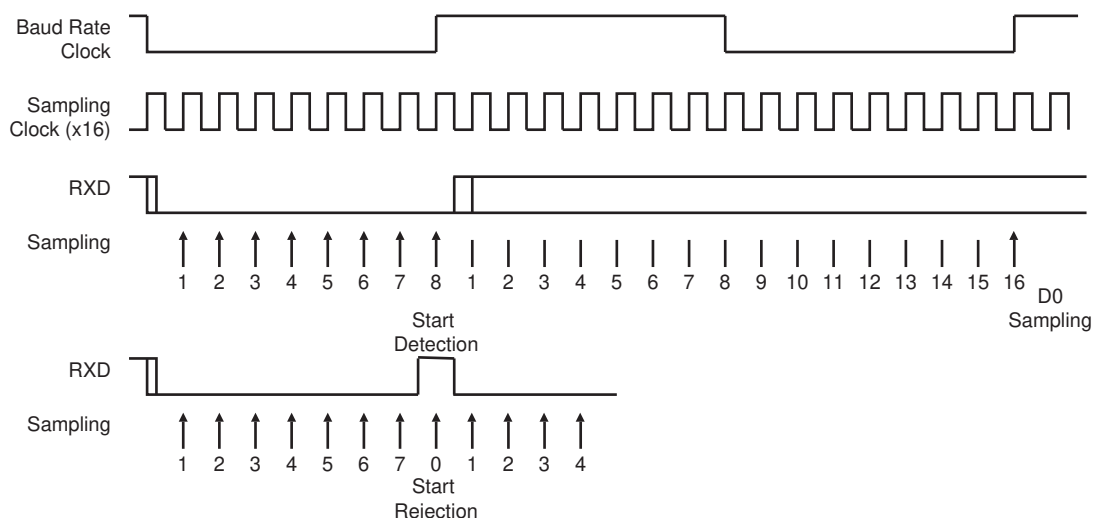 Baud Rate
Clock
Sampling
Clock (x16)
RXD
Sampling
1 2 3 4 5 6 7 8 1 2 3 4 5 6 7 8 9 10 11 12 13 14 15 16
D0
Sampling
Start
Detection
RXD
Sampling
1 2 3 4 5 6 7 0 1 2 3 4
Start
Rejection